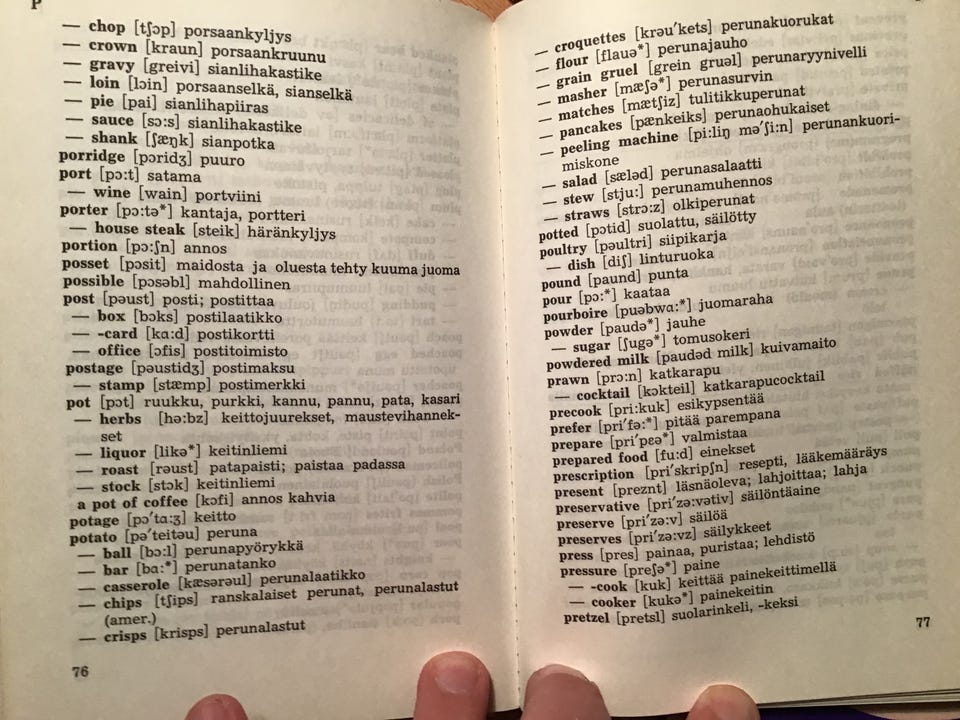 P
— chop [tʃɔp] porsaankyljys
— crown [kraun] porsaankruunu
— gravy [greivi] sianlihakastike
— loin [lɔin] porsaanselkä, sianselkä
— pie [pai] sianlihapiiras
— sauce [sɔ:s] sianlihakastike
— shank [ʃæŋk] sianpotka
porridge [pɔridʒ] puuro
port [pɔ:t] satama
— wine [wain] portviini
porter [pɔ:tə*] kantaja, portteri
— house steak [steik] häränkyljys
portion [pɔ:ʃn] annos
posset [pɔsit] maidosta ja oluesta tehty kuuma juoma
possible [pɔsəbl] mahdollinen
post [pəust] posti; postittaa
— box [bɔks] postilaatikko
— -card [kɑ:d] postikortti
— office [ɔfis] postitoimisto
postage [pəustidʒ] postimaksu
— stamp [stæmp] postimerkki
pot [pɔt] ruukku, purkki, kannu, pannu, pata, kasari
— herbs [hə:bz] keittojuurekset, maustevihannek-
set
— liquor [likə*] keitinliemi
— roast [rəust] patapaisti; paistaa padassa
— stock [stɔk] keitinliemi
a pot of coffee [kɔfi] annos kahvia
potage [pɔ'tɑ:ʒ] keitto
potato [pə'teitəu] peruna
— ball [bɔ:l] perunapyörykkä
— bar [bɑ:*] perunatanko
— casserole [kæsərəul] perunalaatikko
— chips [tʃips] ranskalaiset perunat, perunalastut
(amer.)
— crisps [krisps] perunalastut
76
— croquettes [krəu'kets] perunakuorukat
— flour [flauə*] perunajauho
— grain gruel [grein gruəl] perunaryynivelli
— masher [mæʃə*] perunasurvin
— matches [mætʃiz] tulitikkuperunat
— pancakes [pænkeiks] perunaohukaiset
— peeling machine [pi:liŋ mə'ʃi:n] perunankuori-
miskone
— salad [sæləd] perunasalaatti
— stew [stju:] perunamuhennos
— straws [strɔ:z] olkiperunat
potted [pɔtid] suolattu, säilötty
poultry [pəultri] siipikarja
— dish [diʃ] linturuoka
pound [paund] punta
pour [pɔ:*] kaataa
pourboire [puəbwɑ:*] juomaraha
powder [paudə*] jauhe
— sugar [ʃugə*] tomusokeri
powdered milk [paudəd milk] kuivamaito
prawn [prɔ:n] katkarapu
— cocktail [kɔkteil] katkarapucocktail
precook [pri:kuk] esikypsentää
prefer [pri'fə:*] pitää parempana
prepare [pri'pɛə*] valmistaa
prepared food [fu:d] einekset
prescription [pri'skripʃn] resepti, lääkemääräys
present [preznt] läsnäoleva; lahjoittaa; lahja
preservative [pri'zə:vətiv] säilöntäaine
preserve [pri'zə:v] säilöä
preserves [pri'zə:vz] säilykkeet
press [pres] painaa, puristaa; lehdistö
pressure [preʃə*] paine
— -cook [kuk] keittää painekeittimellä
— cooker [kukə*] painekeitin
pretzel [pretsl] suolarinkeli, -keksi
77